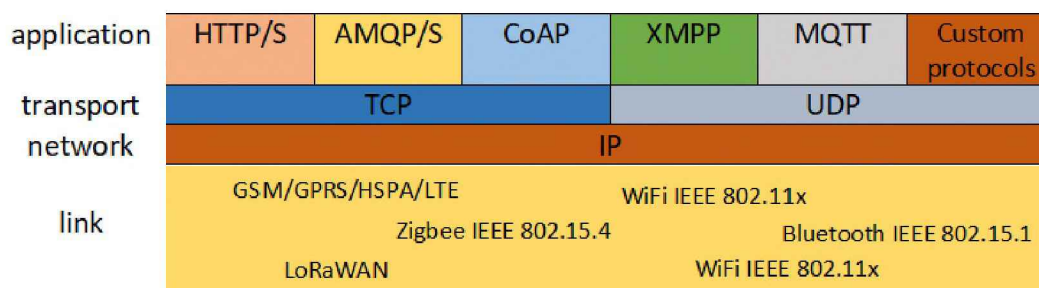 application HTTP/S AMQP/S CoAP XMPP MQTT Custom
protocols
transport TCP UDP
network IP
link
GSM/GPRS/HSPA/LTE WiFi IEEE 802.11x
Zigbee IEEE 802.15.4 Bluetooth IEEE 802.15.1
LoRaWAN WiFi IEEE 802.11x